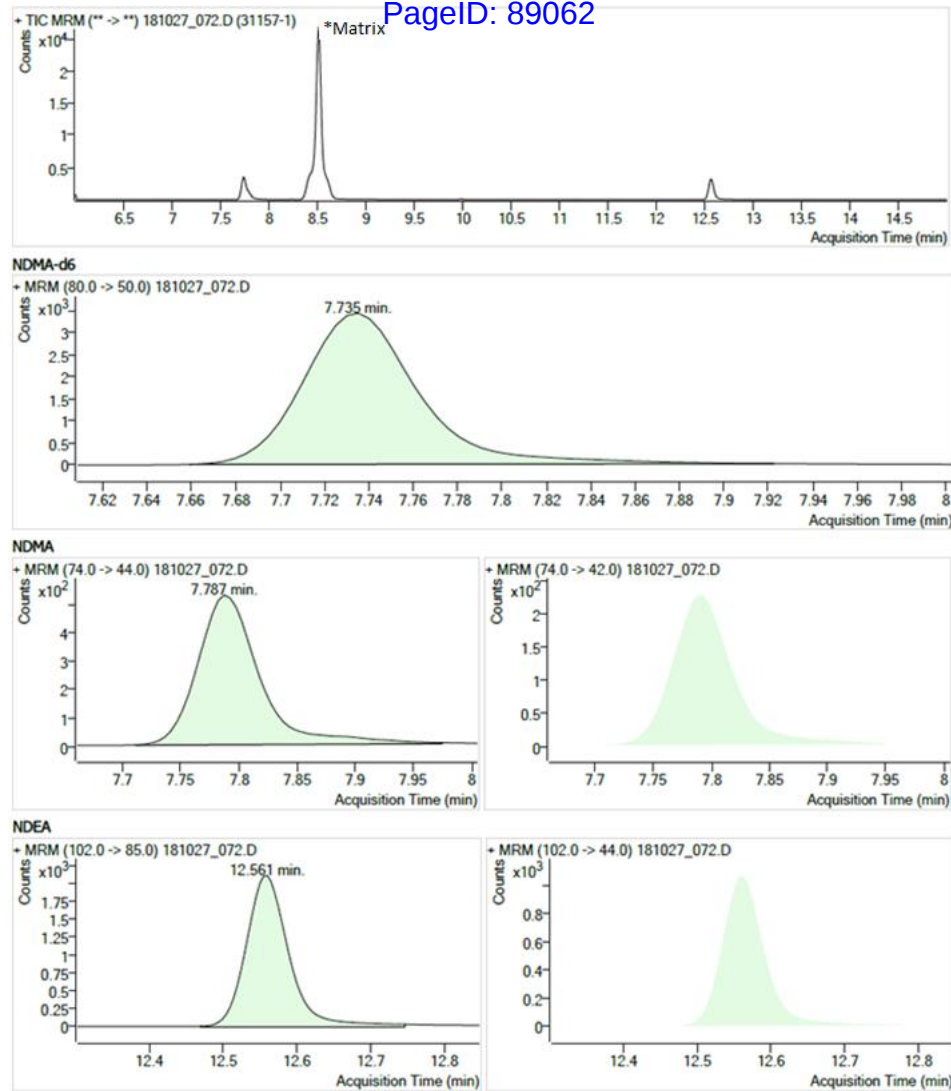 PageID: 89062
+ TIC MRM (** -> **) 181027_072.D (31157-1)
*Matrix
Counts
x10⁴
2
1.5
1
0.5
6.5 7 7.5 8 8.5 9 9.5 10 10.5 11 11.5 12 12.5 13 13.5 14 14.5
Acquisition Time (min)
NDMA-d6
+ MRM (80.0 -> 50.0) 181027_072.D
Counts
x10³
7.735 min.
3
2.5
2
1.5
1
0.5
0
7.62 7.64 7.66 7.68 7.7 7.72 7.74 7.76 7.78 7.8 7.82 7.84 7.86 7.88 7.9 7.92 7.94 7.96 7.98 8
Acquisition Time (min)
NDMA
+ MRM (74.0 -> 44.0) 181027_072.D
Counts
x10²
7.787 min.
4
3
2
1
0
7.7 7.75 7.8 7.85 7.9 7.95 8
Acquisition Time (min)
+ MRM (74.0 -> 42.0) 181027_072.D
Counts
x10²
2
1.5
1
0.5
0
7.7 7.75 7.8 7.85 7.9 7.95 8
Acquisition Time (min)
NDEA
+ MRM (102.0 -> 85.0) 181027_072.D
Counts
x10³
12.561 min.
1.75
1.5
1.25
1
0.75
0.5
0.25
0
12.4 12.5 12.6 12.7 12.8
Acquisition Time (min)
+ MRM (102.0 -> 44.0) 181027_072.D
Counts
x10³
0.8
0.6
0.4
0.2
0
12.4 12.5 12.6 12.7 12.8
Acquisition Time (min)